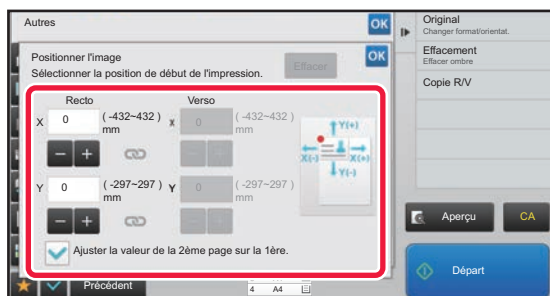 Autres
OK
Original
Changer format/orientat.
Effacement
Effacer ombre
Copie R/V
Positionner l'image
Sélectionner la position de début de l'impression.
Effacer
OK
Recto
Verso
X 0 (-432~432) mm
X 0 (-432~432) mm
Y(+)
X(-) X(+)
Y(-)
- +
- +
Y 0 (-297~297) mm
Y 0 (-297~297) mm
- +
- +
Ajuster la valeur de la 2ème page sur la 1ère.
Aperçu
CA
Départ
Précédent
4 A4